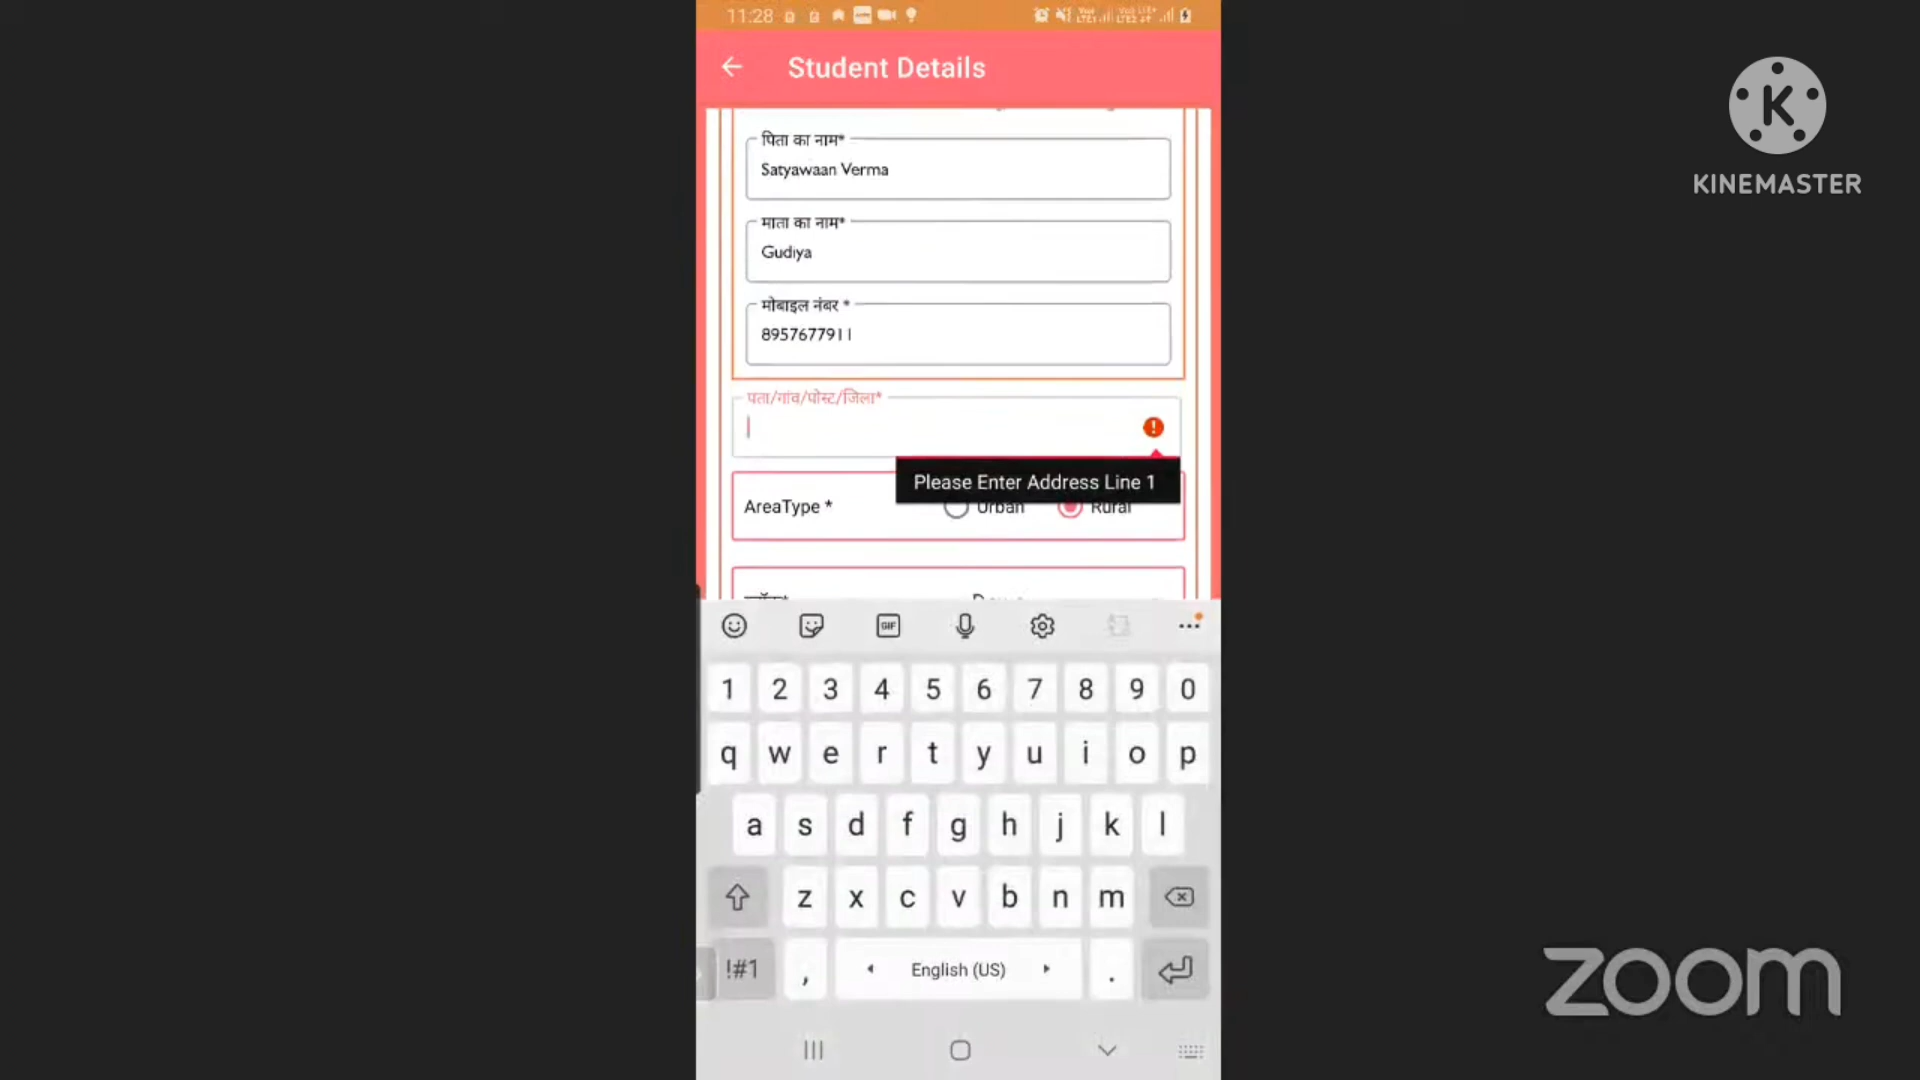 11:28
Student Details
K
KINEMASTER
पिता का नाम*
Satyawaan Verma
माता का नाम*
Gudiya
मोबाइल नंबर *
8957677911
पता/गांव/पोस्ट/जिला*
Please Enter Address Line 1
AreaType *
Urban
Rural
GIF
1 2 3 4 5 6 7 8 9 0
q w e r t y u i o p
a s d f g h j k l
z x c v b n m
!#1 , English (US) .
zoom